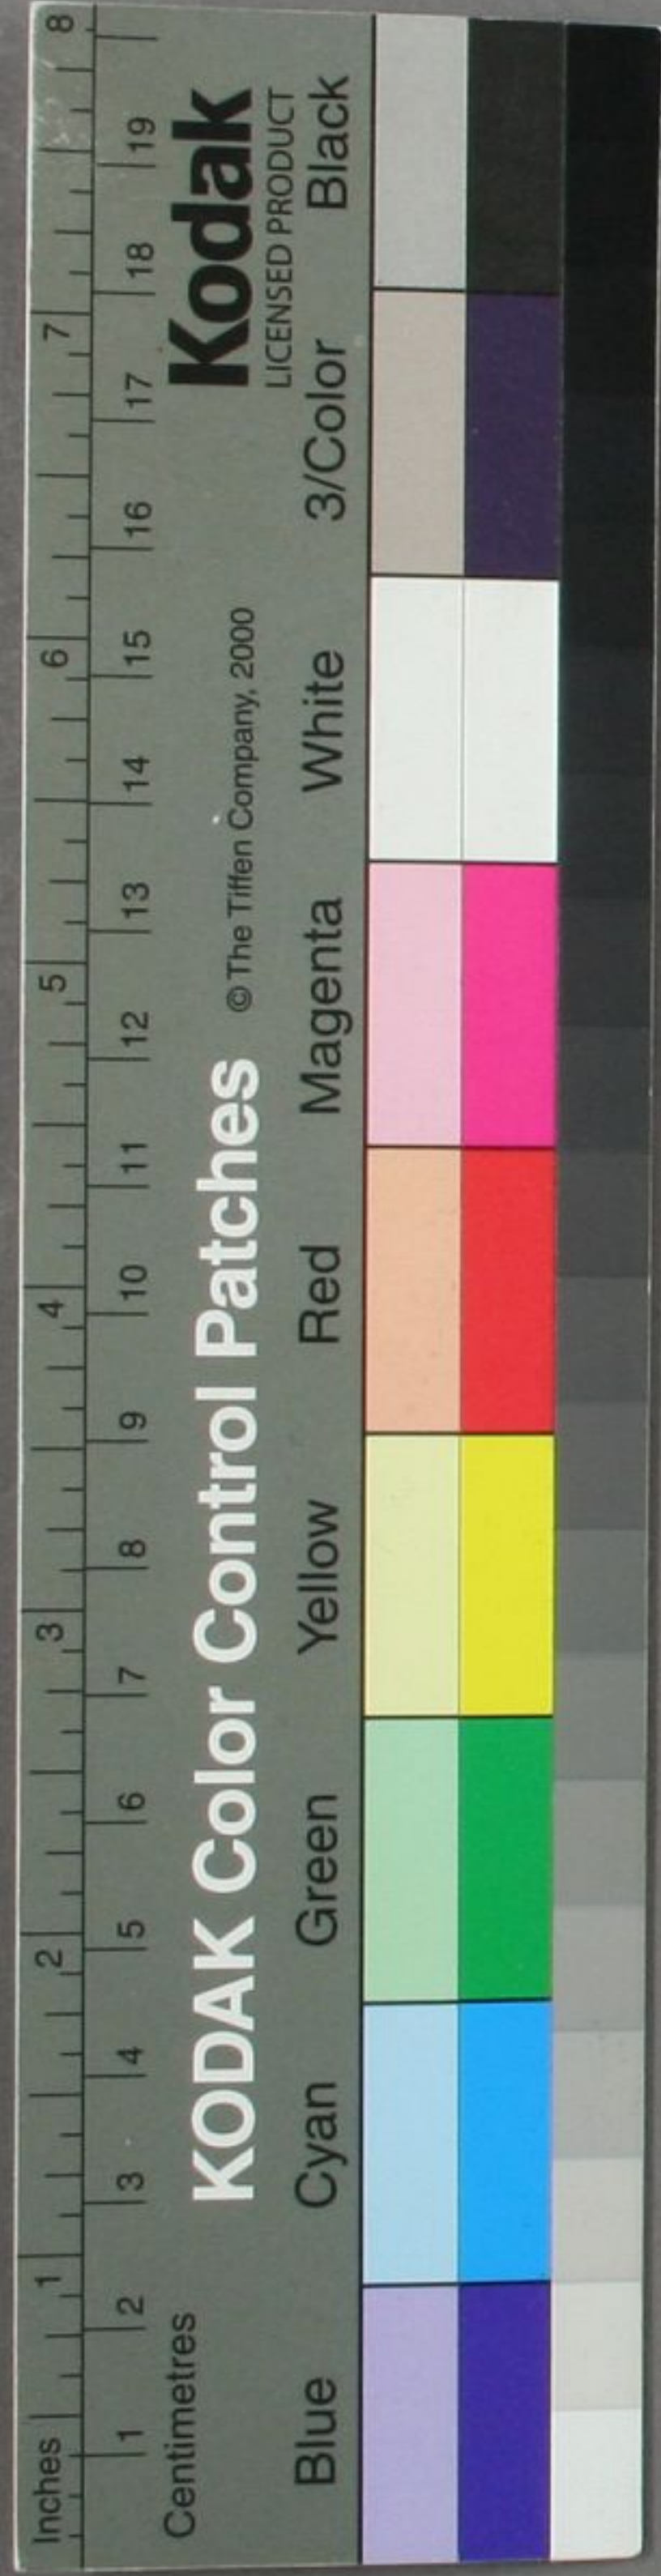 Inches 1 2 3 4 5 6 7 8
1 2 3 4 5 6 7 8 9 10 11 12 13 14 15 16 17 18 19
Centimetres
KODAK Color Control Patches © The Tiffen Company, 2000 Kodak
LICENSED PRODUCT
Blue Cyan Green Yellow Red Magenta White 3/Color Black